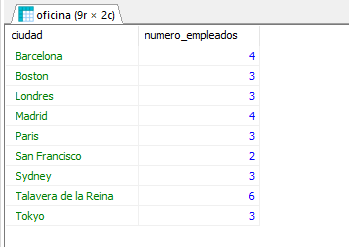 oficina (9r × 2c)
ciudad numero_empleados
Barcelona 4
Boston 3
Londres 3
Madrid 4
Paris 3
San Francisco 2
Sydney 3
Talavera de la Reina 6
Tokyo 3